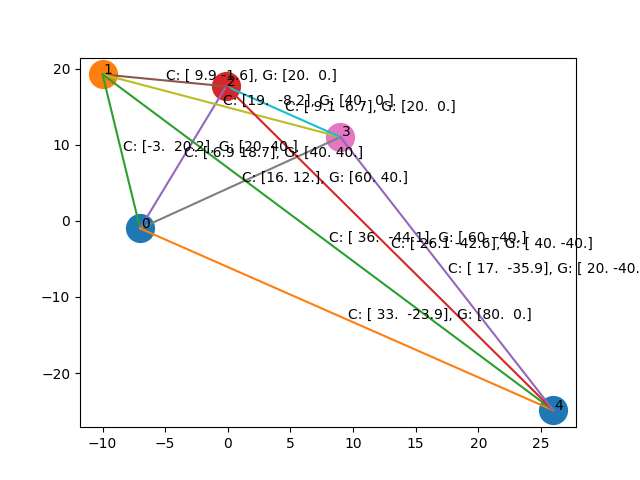 20
10
0
−10
−20
−10
−5
0
5
10
15
20
25
1
2
3
0
4
C: [ 9.9 -1.6], G: [20. 0.]
C: [19. -8.2], G: [40. 0.]
C: [ 9.1 -6.7], G: [20. 0.]
C: [-3. 20.2], G: [20. 40.]
C: [ 6.9 18.7], G: [40. 40.]
C: [16. 12.], G: [60. 40.]
C: [ 36. -44.1], G: [ 60. -40.]
C: [ 26.1 -42.6], G: [ 40. -40.]
C: [ 17. -35.9], G: [ 20. -40.
C: [ 33. -23.9], G: [80. 0.]